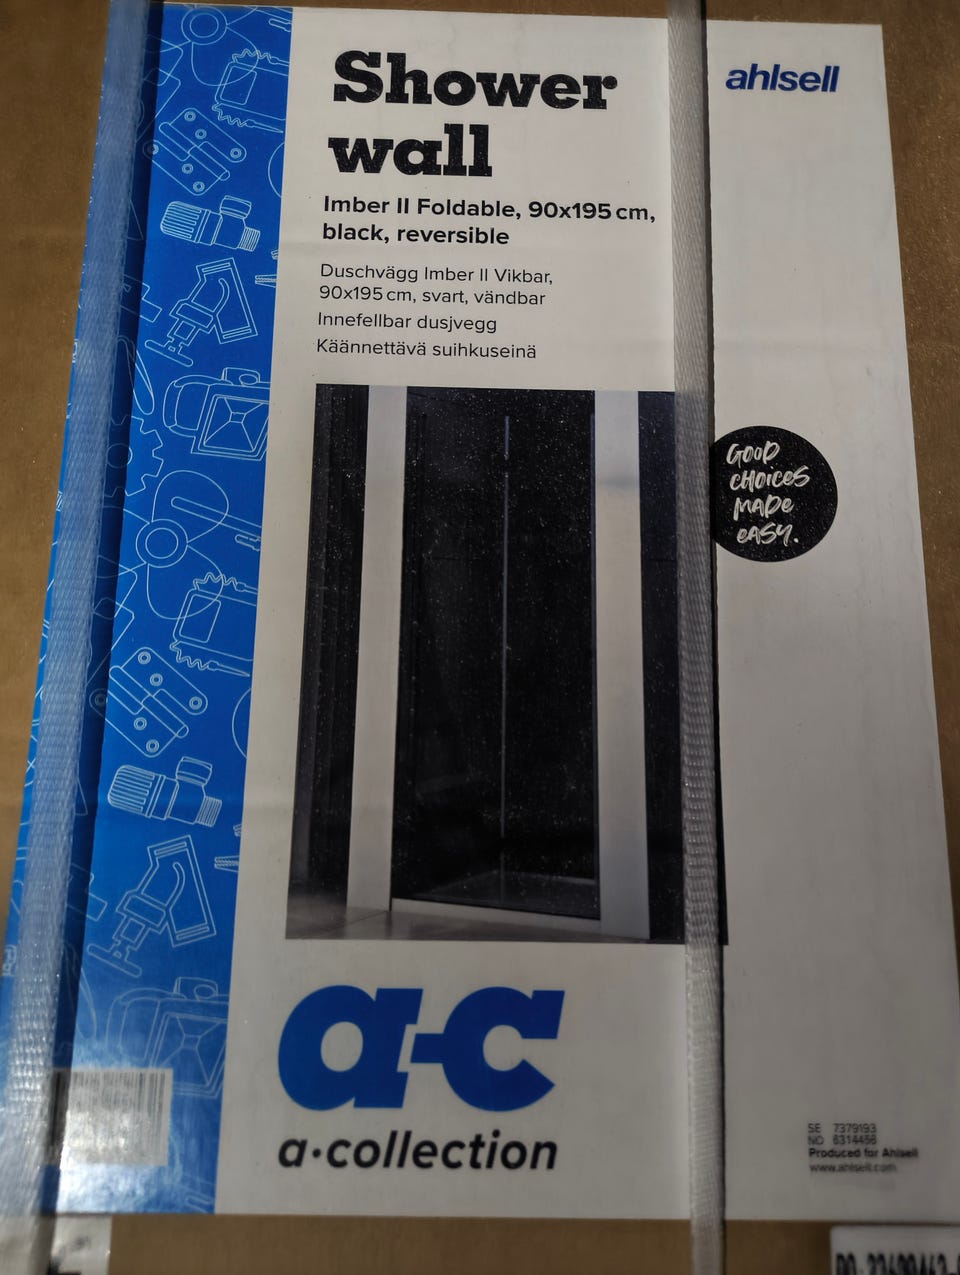 Shower
wall
ahlsell
Imber II Foldable, 90x195 cm,
black, reversible
Duschvägg Imber II Vikbar,
90x195 cm, svart, vändbar
Innefellbar dusjvegg
Käännettävä suihkuseinä
GOOD
CHOICES
MADE
EASY.
a-c
a·collection
SE 7379193
NO 6314456
Produced for Ahlsell
www.ahlsell.com